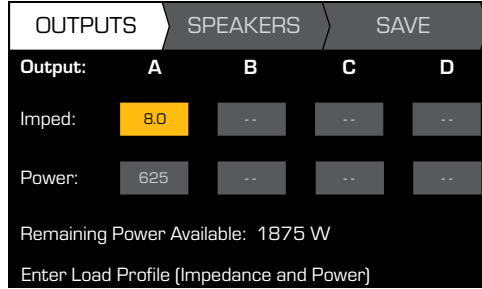 OUTPUTS SPEAKERS SAVE
Output: A B C D
Imped: 8.0 -- -- --
Power: 625 -- -- --
Remaining Power Available: 1875 W
Enter Load Profile (Impedance and Power)